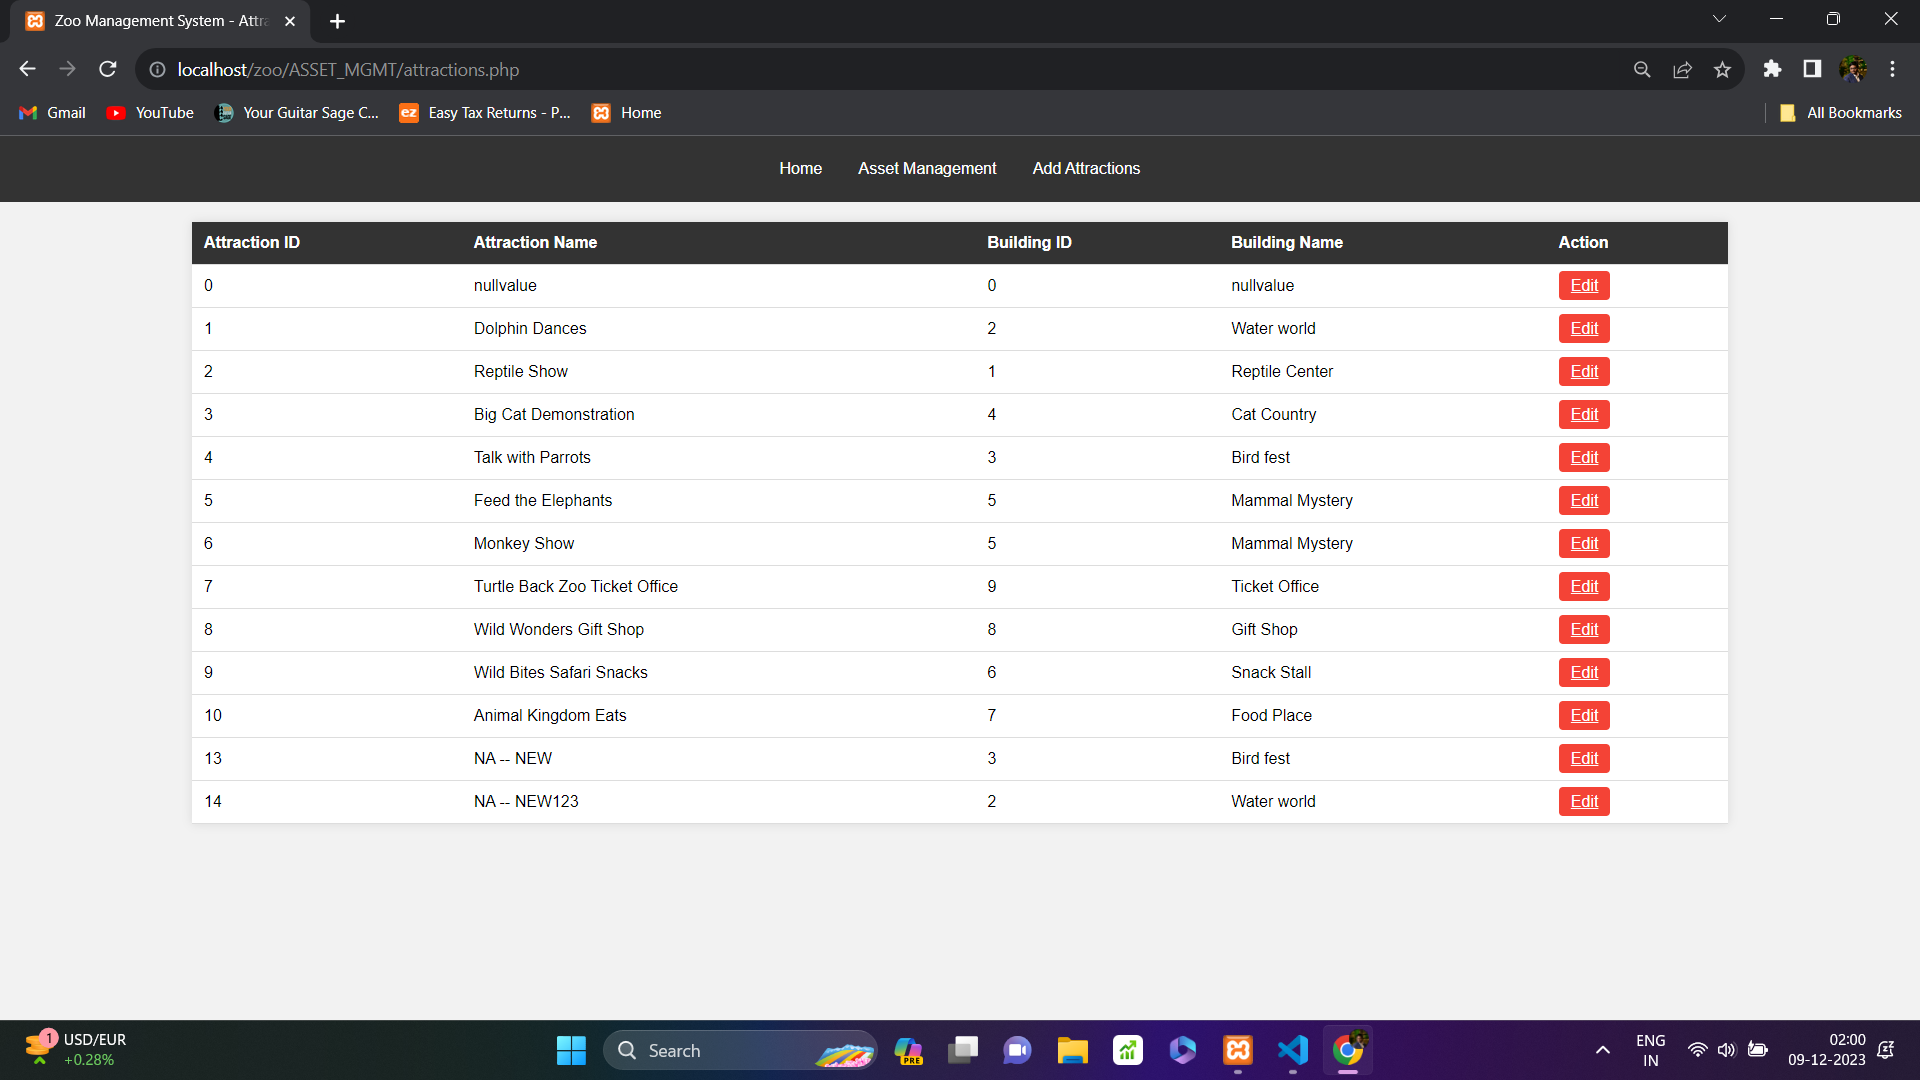 Zoo Management System - Attra
localhost/zoo/ASSET_MGMT/attractions.php
Gmail YouTube Your Guitar Sage C... ez Easy Tax Returns - P... Home All Bookmarks
Home Asset Management Add Attractions
Attraction ID Attraction Name Building ID Building Name Action
0 nullvalue 0 nullvalue Edit
1 Dolphin Dances 2 Water world Edit
2 Reptile Show 1 Reptile Center Edit
3 Big Cat Demonstration 4 Cat Country Edit
4 Talk with Parrots 3 Bird fest Edit
5 Feed the Elephants 5 Mammal Mystery Edit
6 Monkey Show 5 Mammal Mystery Edit
7 Turtle Back Zoo Ticket Office 9 Ticket Office Edit
8 Wild Wonders Gift Shop 8 Gift Shop Edit
9 Wild Bites Safari Snacks 6 Snack Stall Edit
10 Animal Kingdom Eats 7 Food Place Edit
13 NA -- NEW 3 Bird fest Edit
14 NA -- NEW123 2 Water world Edit
1 USD/EUR
+0.28%
Search
PRE
ENG
IN
02:00
09-12-2023